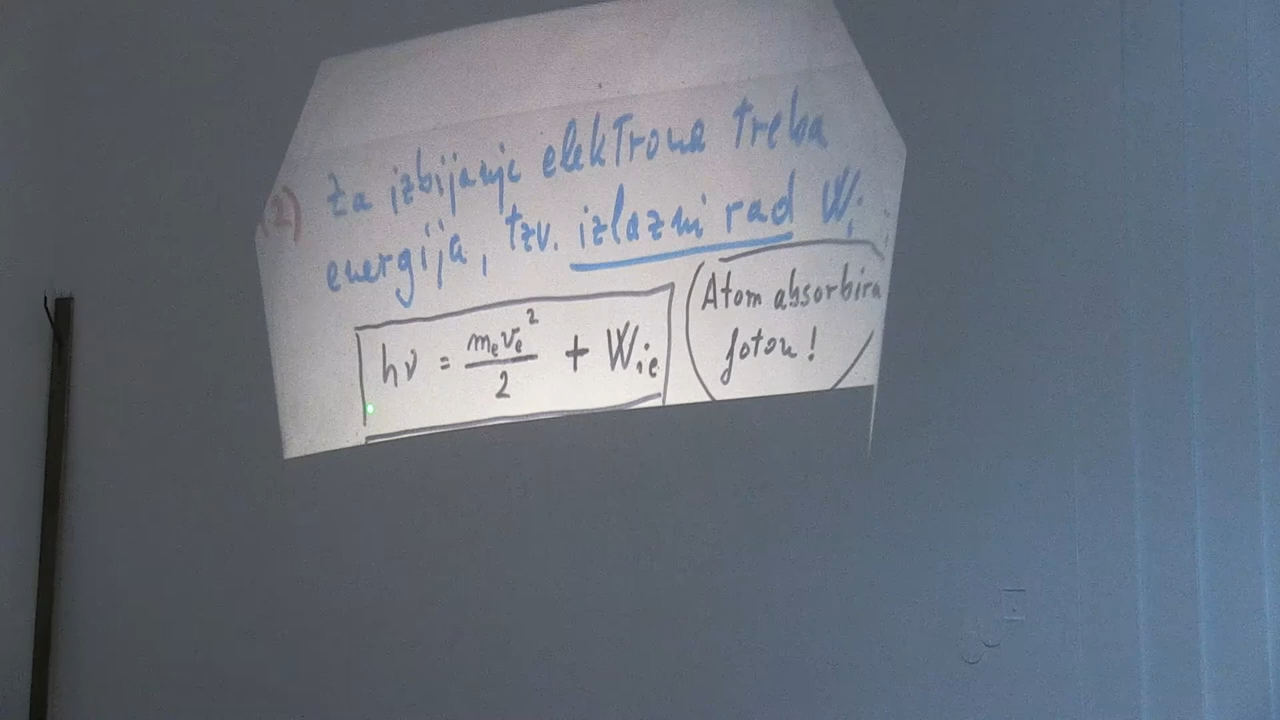 2) Za izbijanje elektrona treba
energija, tzv. izlazni rad Wi
hν = meve²/2 + Wie
Atom absorbira
foton!